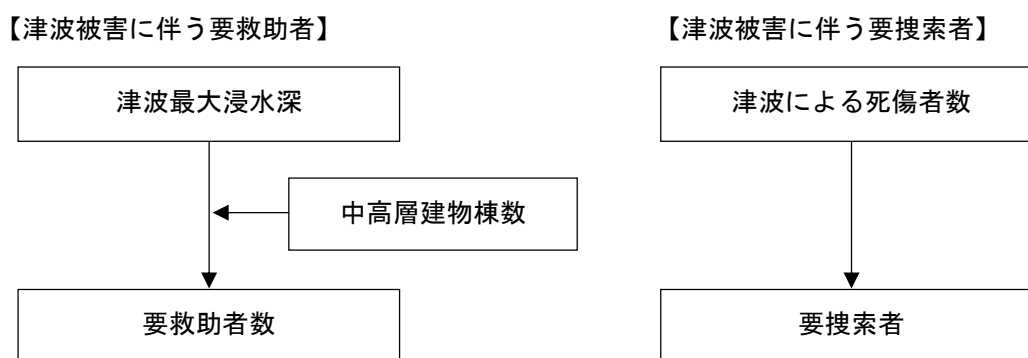 【津波被害に伴う要救助者】
津波最大浸水深
中高層建物棟数
要救助者数
【津波被害に伴う要捜索者】
津波による死傷者数
要捜索者